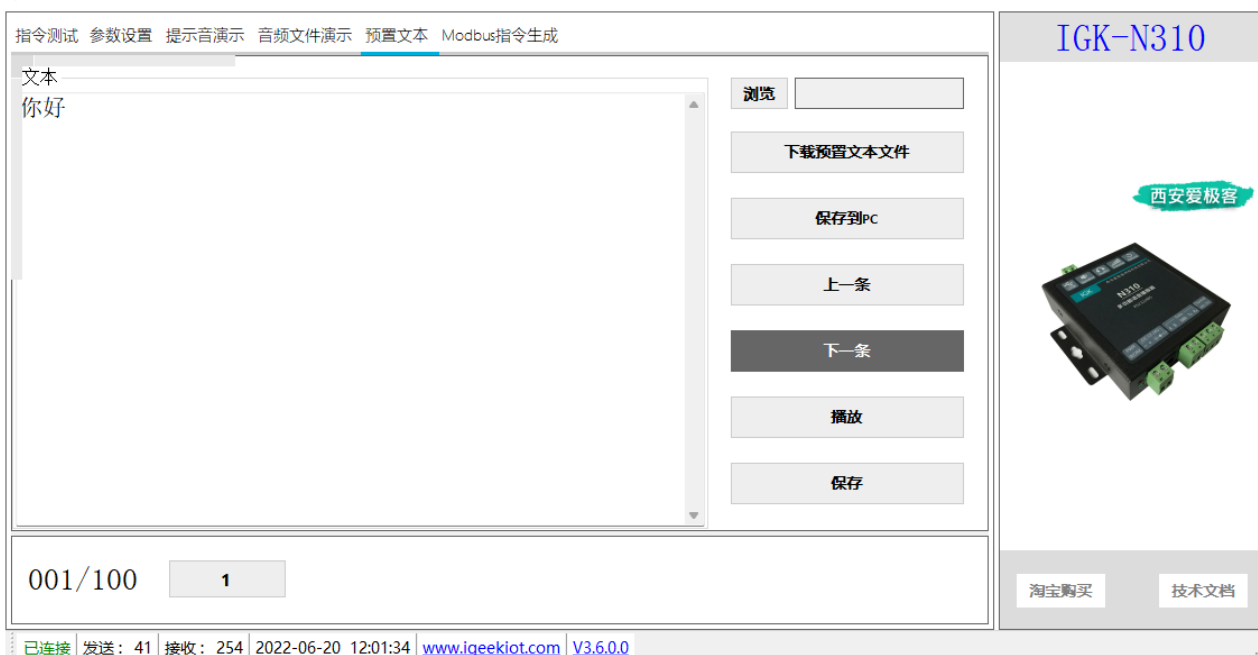 指令测试 参数设置 提示音演示 音频文件演示 预置文本 Modbus指令生成
文本
你好
浏览
下载预置文本文件
保存到PC
上一条
下一条
播放
保存
001/100 1
IGK-N310
西安爱极客
IGK
N310
淘宝购买 技术文档
已连接 发送: 41 接收: 254 2022-06-20 12:01:34 www.igeekiot.com V3.6.0.0